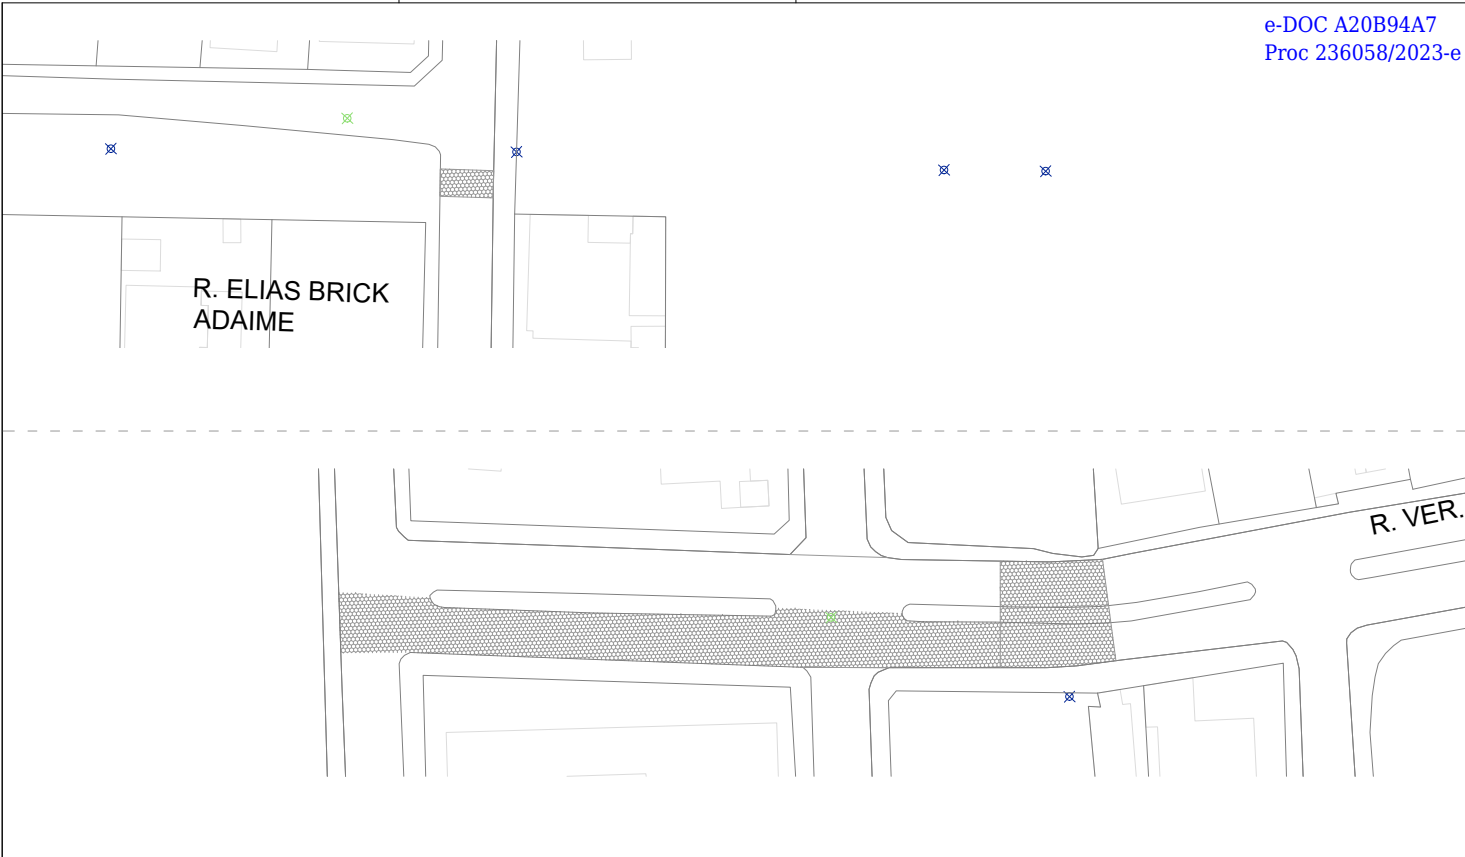 e-DOC A20B94A7
Proc 236058/2023-e
R. ELIAS BRICK
ADAIME
R. VER.